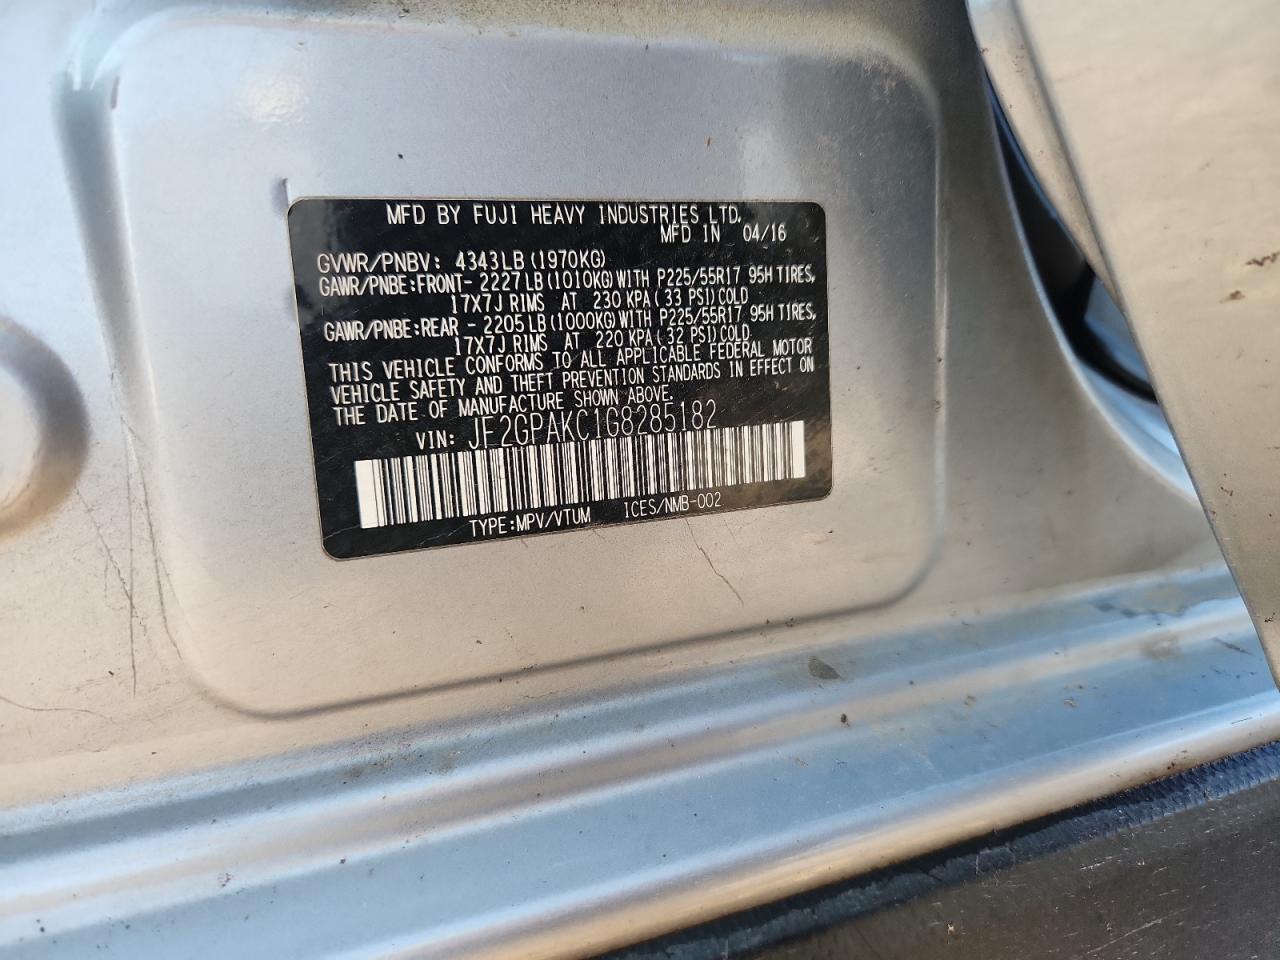 MFD BY FUJI HEAVY INDUSTRIES LTD.
MFD IN 04/16
GVWR/PNBV: 4343LB (1970KG)
GAWR/PNBE:FRONT- 2227LB (1010KG) WITH P225/55R17 95H TIRES,
17X7J RIMS AT 230 KPA ( 33 PSI) COLD
GAWR/PNBE:REAR - 2205LB (1000KG) WITH P225/55R17 95H TIRES,
17X7J RIMS AT 220 KPA ( 32 PSI) COLD
THIS VEHICLE CONFORMS TO ALL APPLICABLE FEDERAL MOTOR
VEHICLE SAFETY AND THEFT PREVENTION STANDARDS IN EFFECT ON
THE DATE OF MANUFACTURE SHOWN ABOVE.
VIN: JF2GPAKC1G8285182
TYPE:MPV/VTUM ICES/NMB-002